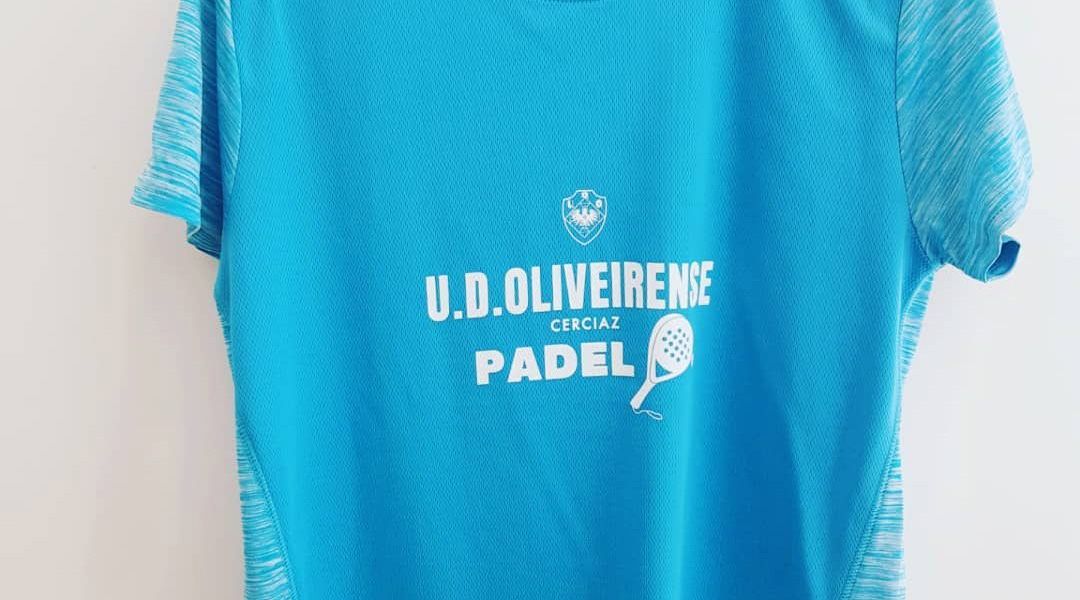 U D O
U.D.OLIVEIRENSE
CERCIAZ
PADEL